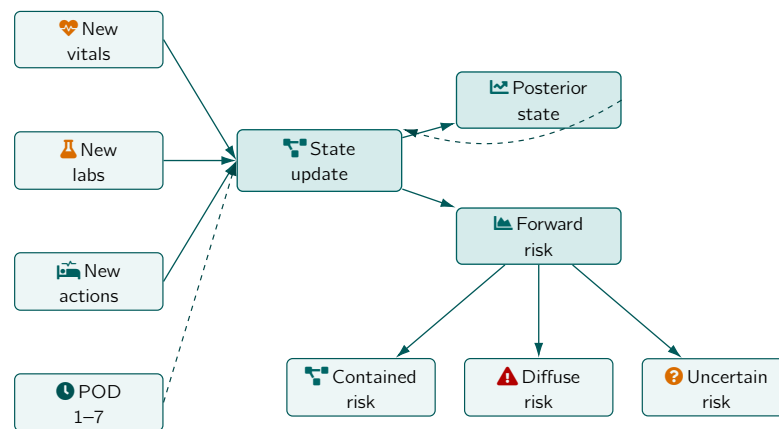 New
vitals
New
labs
New
actions
POD
1–7
State
update
Posterior
state
Forward
risk
Contained
risk
Diffuse
risk
Uncertain
risk